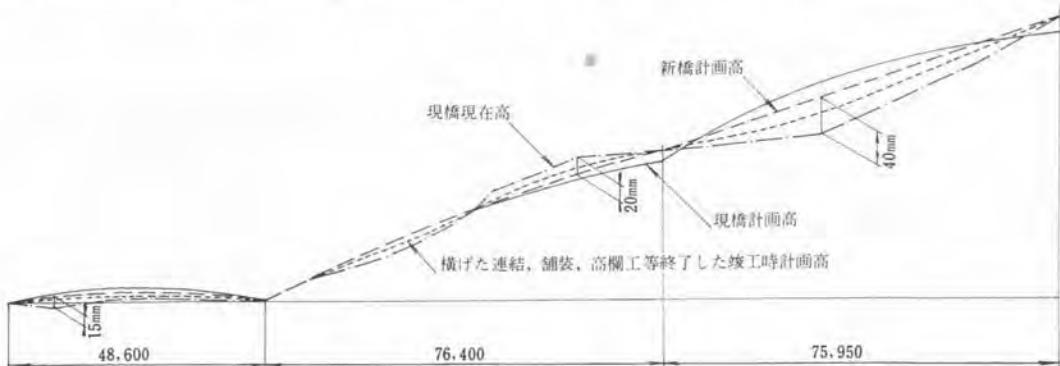 新橋計画高
現橋現在高
40mm
20mm
現橋計画高
横げた連結，舗装，高欄工等終了した竣工時計画高
15mm
48,600
76,400
75,950